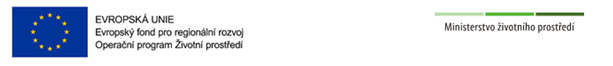 EVROPSKÁ UNIE
Evropský fond pro regionální rozvoj
Operační program Životní prostředí
Ministerstvo životního prostředí